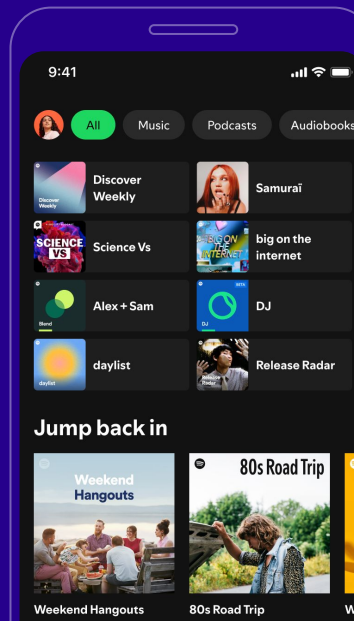 9:41
All
Music
Podcasts
Audiobooks
Discover
Weekly
Discover
Weekly
Samuraï
SCIENCE
VS
Science Vs
BIG ON
THE
INTERNET
big on the
internet
Blend
Alex + Sam
BETA
DJ
DJ
daylist
daylist
Release
Radar
Release Radar
Jump back in
Weekend
Hangouts
80s Road Trip
Weekend Hangouts
80s Road Trip
W